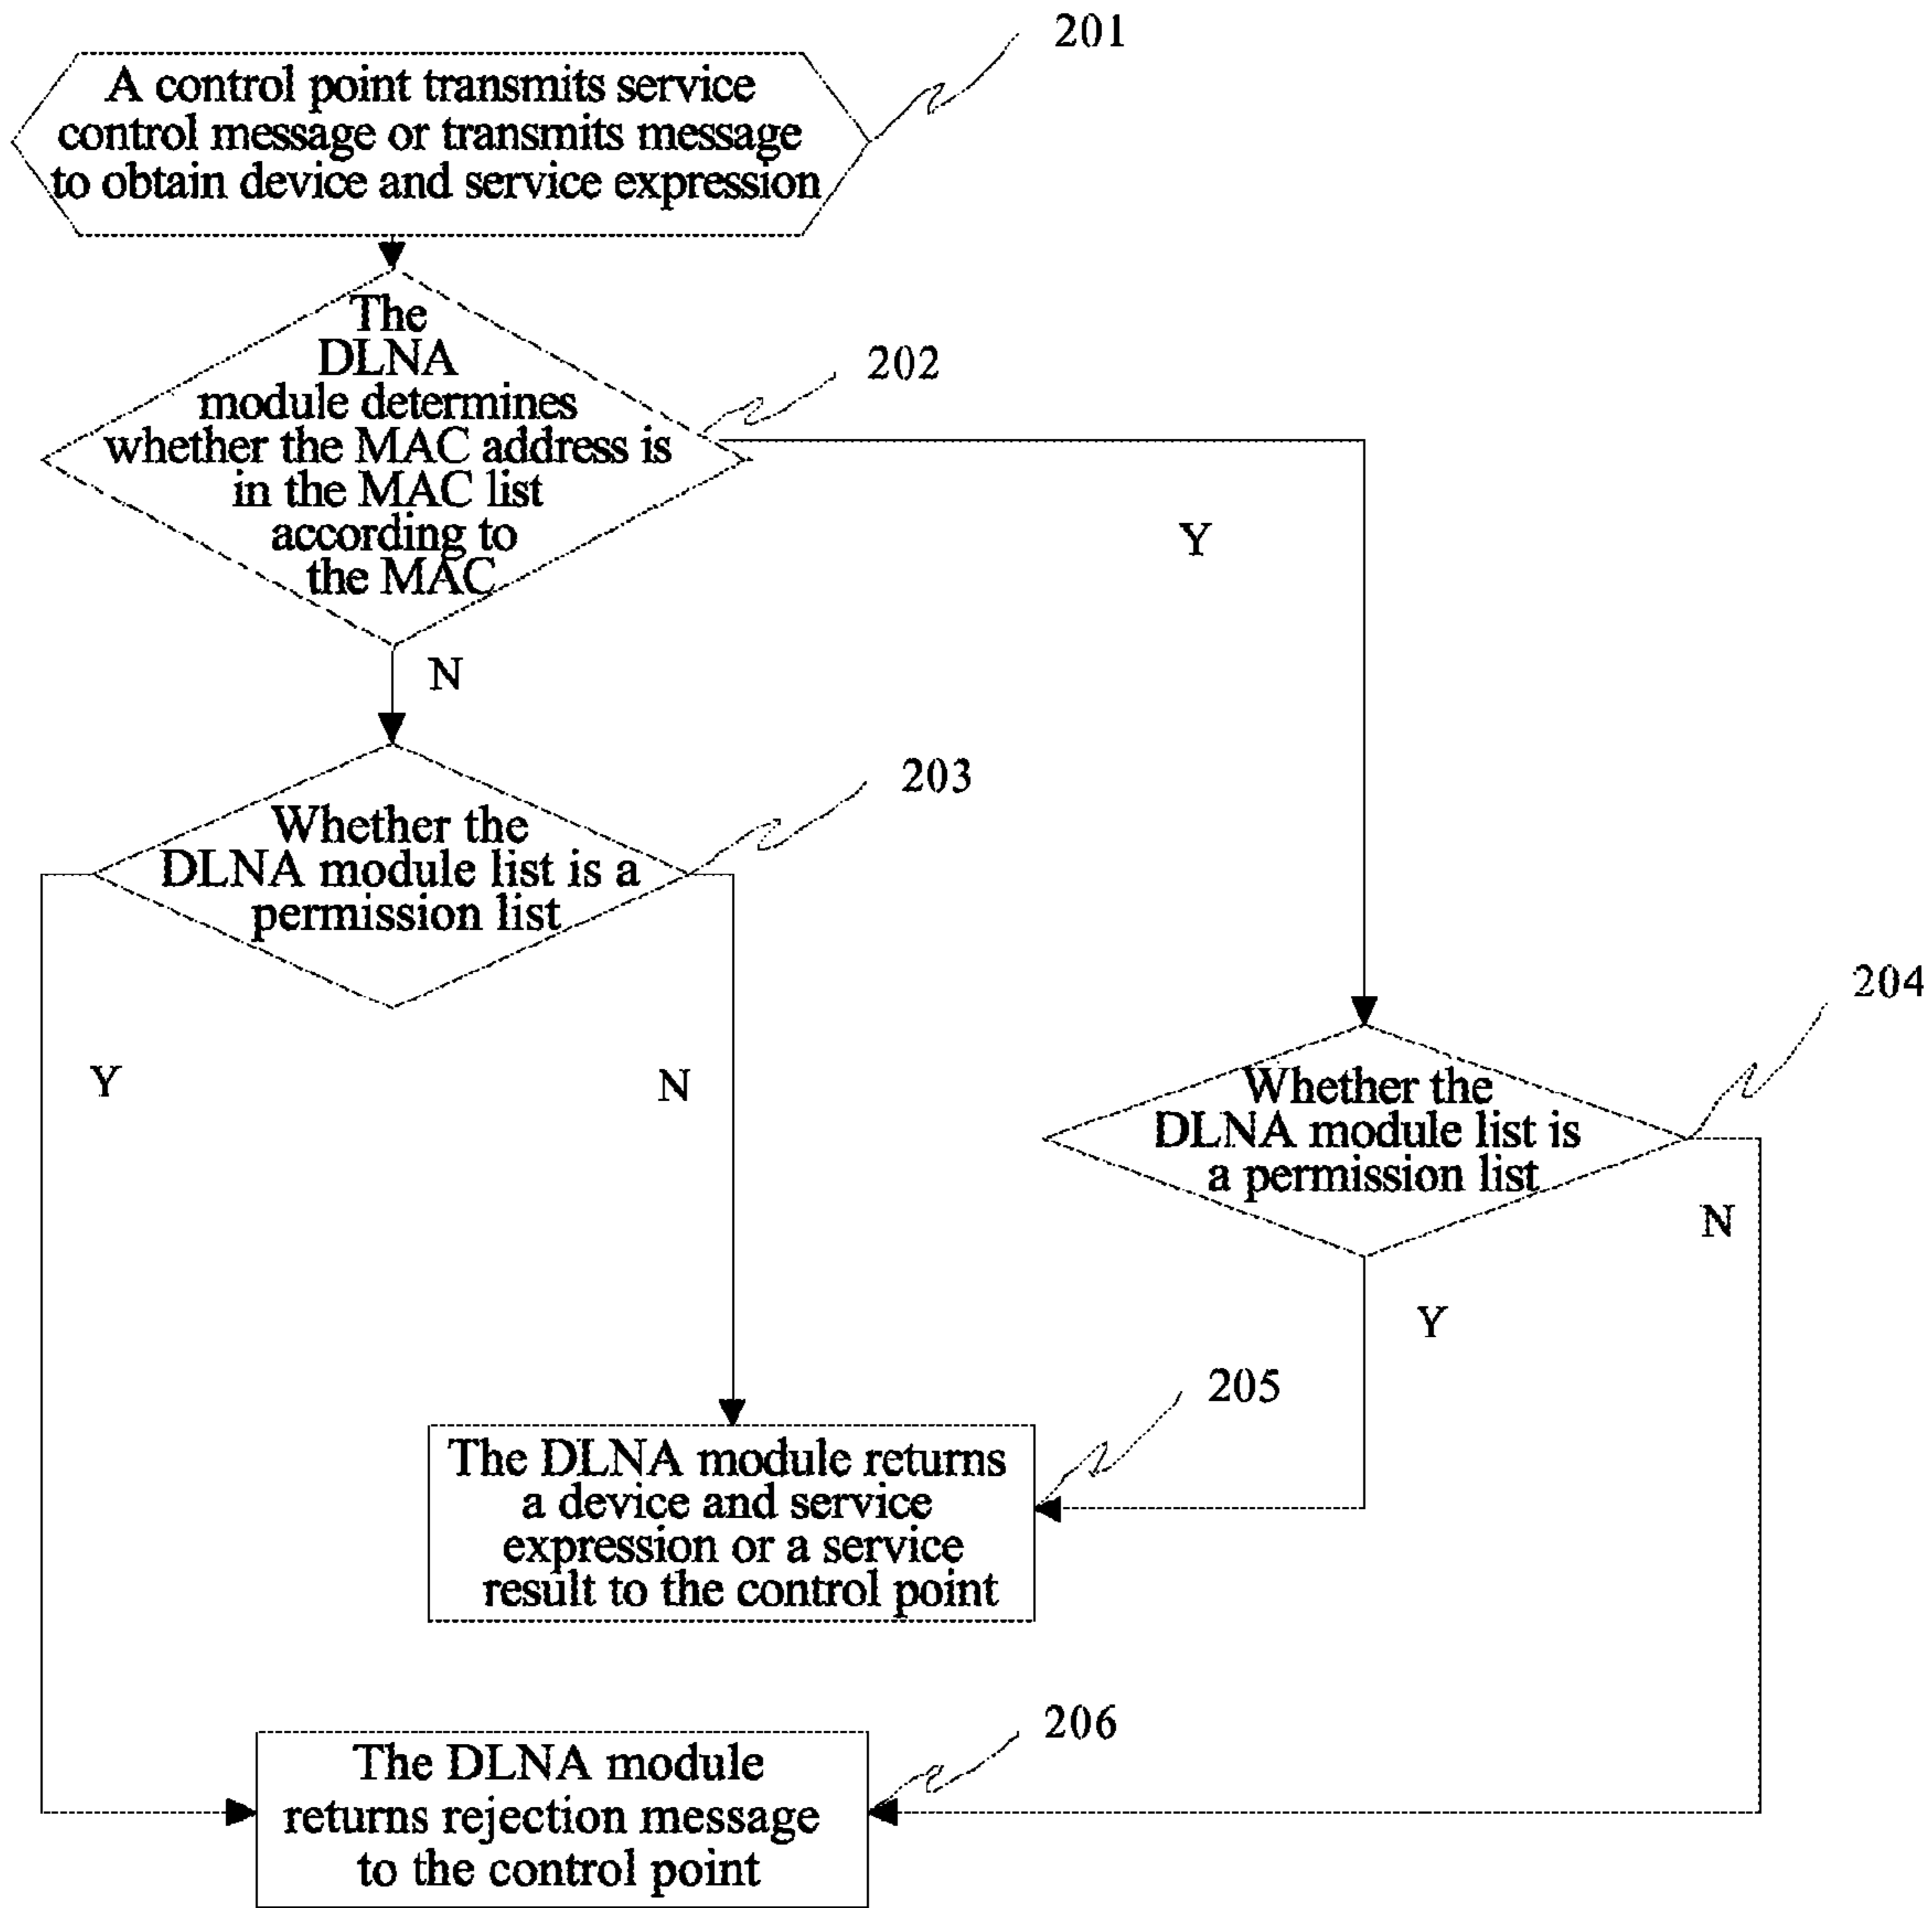 201
A control point transmits service
control message or transmits message
to obtain device and service expression
The
DLNA
module determines
whether the MAC address is
in the MAC list
according to
the MAC
202
Y
N
203
Whether the
DLNA module list is a
permission list
204
Y
N
Whether the
DLNA module list is
a permission list
N
Y
205
The DLNA module returns
a device and service
expression or a service
result to the control point
206
The DLNA module
returns rejection message
to the control point